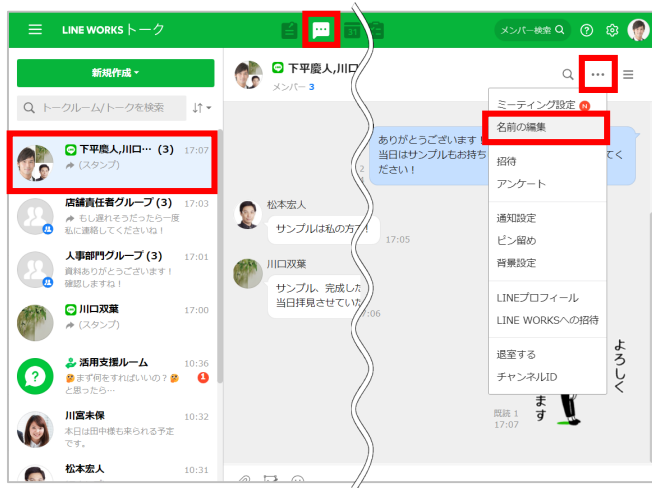 LINE WORKSトーク
31
メンバー検索
新規作成
トークルーム/トークを検索
下平慶人,川口… (3) 17:07
(スタンプ)
店舗責任者グループ (3) 17:03
もし遅れそうだったら一度
私に連絡してくださいね！
人事部門グループ (3) 17:01
資料ありがとうございます！
確認しますね！
川口双葉 17:00
(スタンプ)
活用支援ルーム 10:36
まず何をすればいいの？
と思ったら… 1
川宮未保 10:32
本日は田中様も来られる予定
です。
松本宏人 10:31
下平慶人,川口
メンバー 3
ありがとうございます！
当日はサンプルもお持ち
てく
ださい！
2
松本宏人
サンプルは私の方で！
17:05
川口双葉
サンプル、完成した
当日拝見させていた
7:06
ミーティング設定 N
名前の編集
招待
アンケート
通知設定
ピン留め
背景設定
LINEプロフィール
LINE WORKSへの招待
退室する
チャンネルID
よろしく
ます
既読 1
17:07